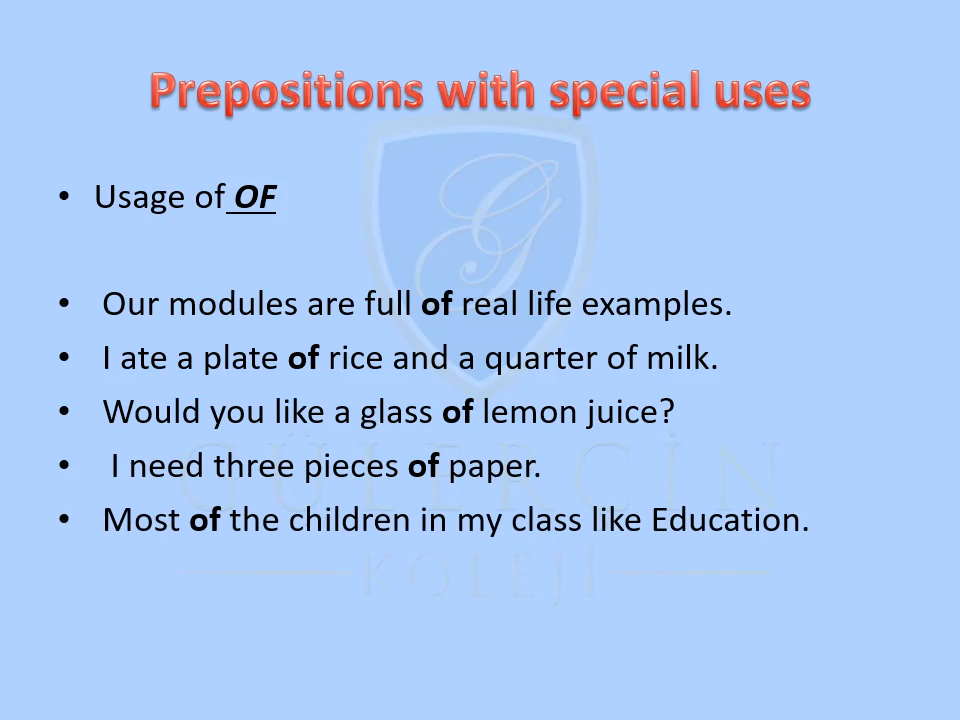 Prepositions with special uses
• Usage of OF
• Our modules are full of real life examples.
• I ate a plate of rice and a quarter of milk.
• Would you like a glass of lemon juice?
• I need three pieces of paper.
• Most of the children in my class like Education.
GÜLERCİN
KOLEJİ